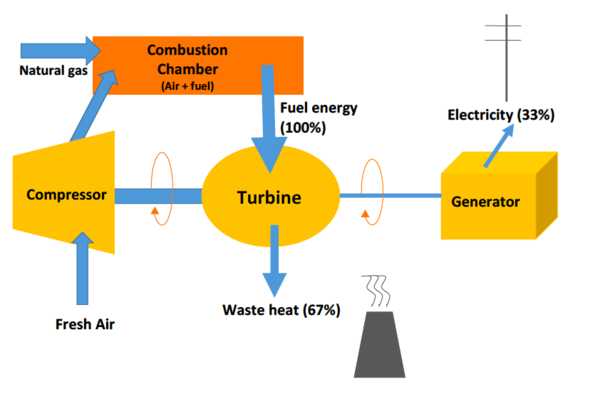 Combustion
Chamber
(Air + fuel)
Natural gas
Fuel energy
(100%)
Electricity (33%)
Compressor
Turbine
Generator
Waste heat (67%)
Fresh Air